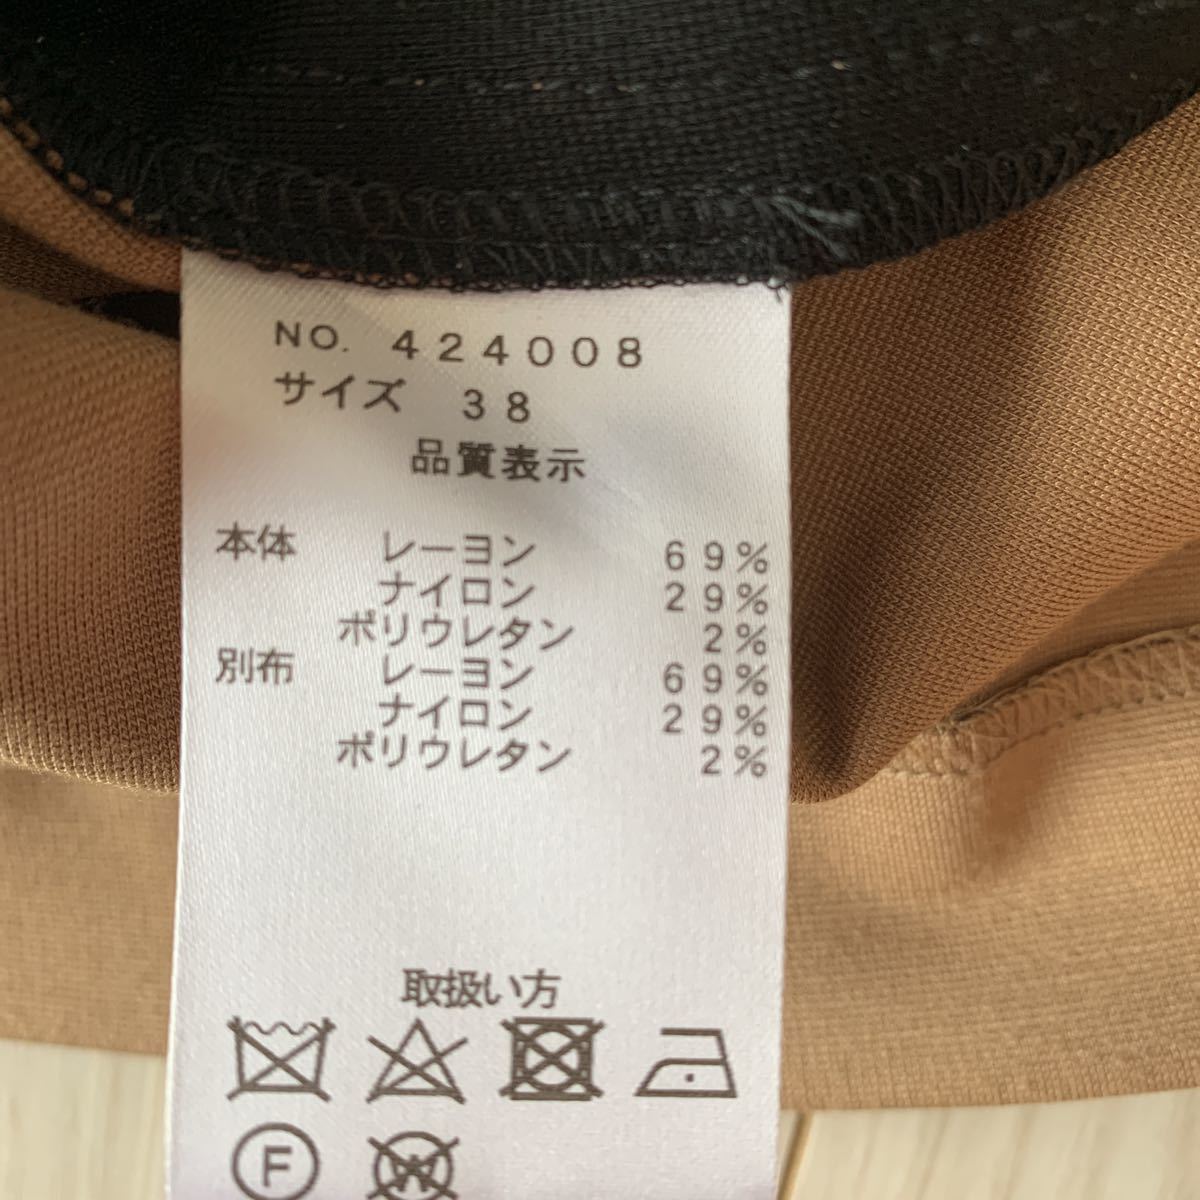 NO. 424008
サイズ 38
品質表示
本体 レーヨン 69%
ナイロン 29%
ポリウレタン 2%
別布 レーヨン 69%
ナイロン 29%
ポリウレタン 2%
取扱い方
F W